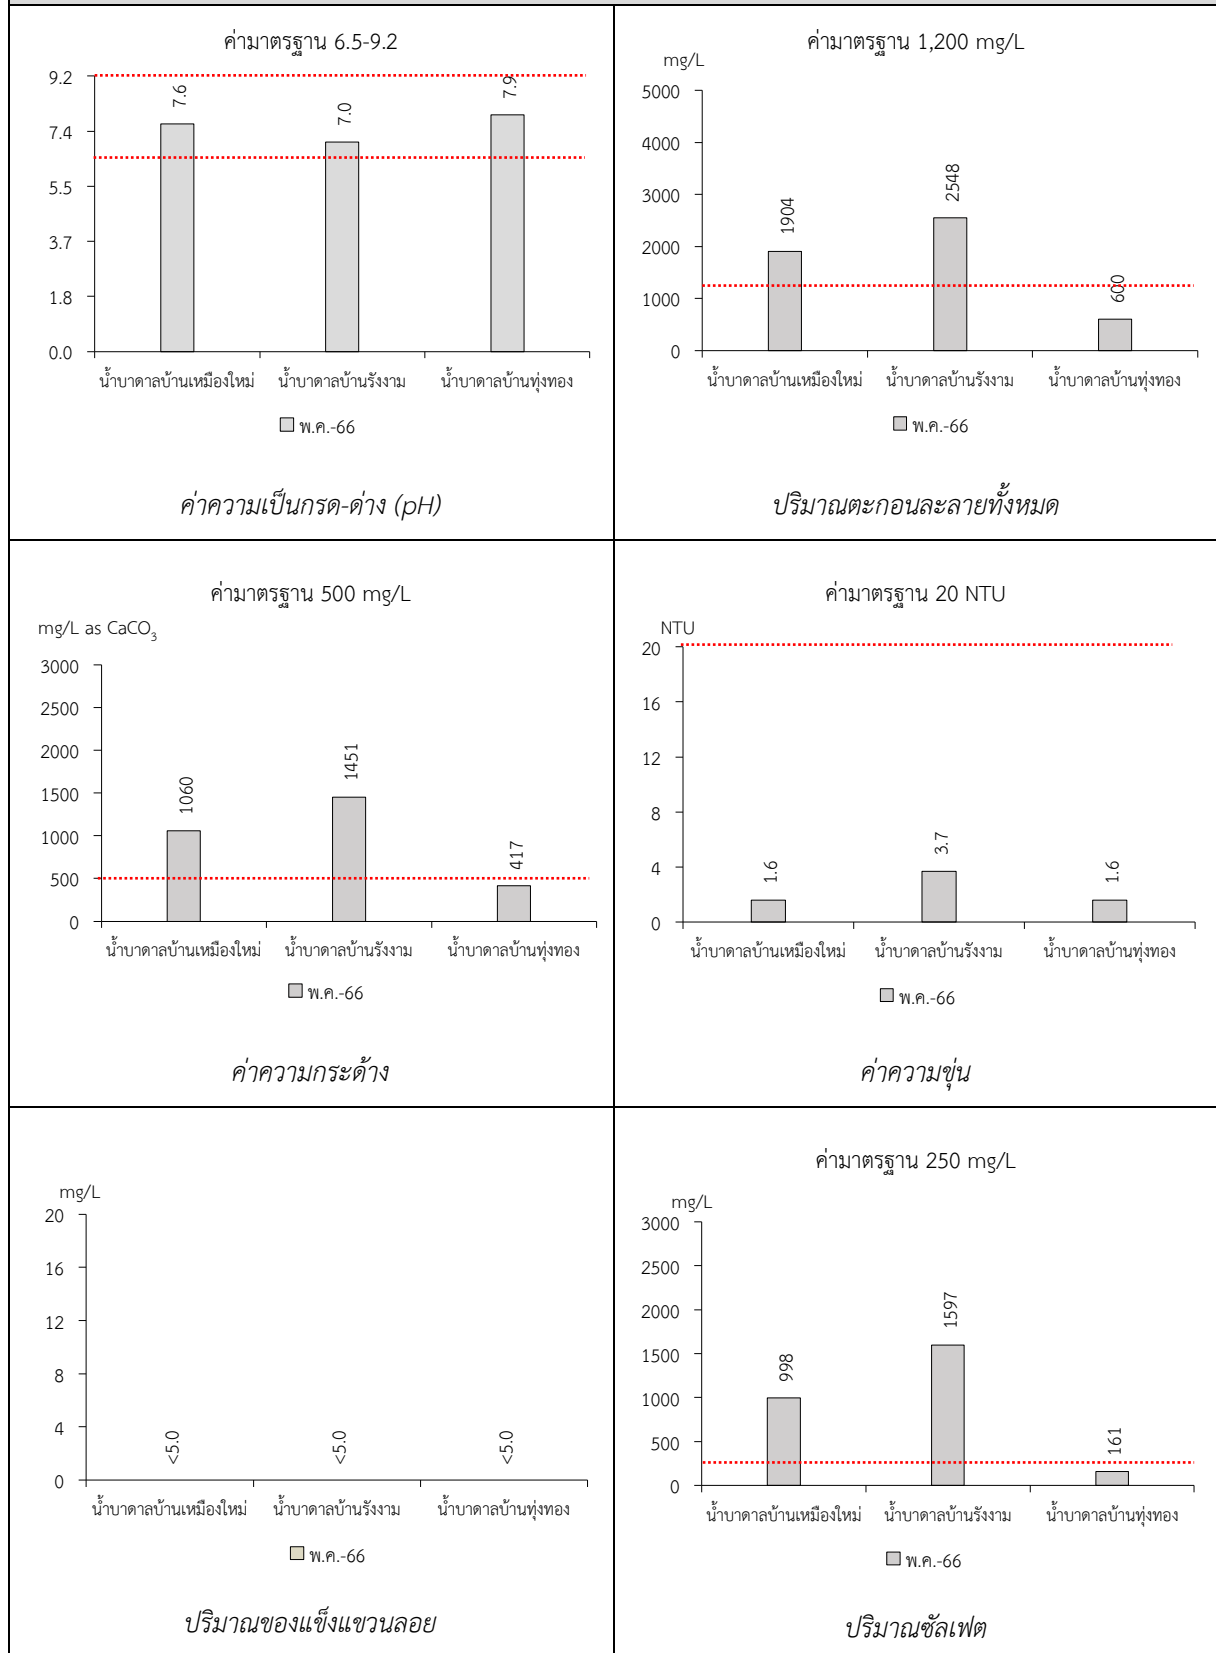 ค่ามาตรฐาน 6.5-9.2
9.2
7.4
5.5
3.7
1.8
0.0
7.6
7.0
7.9
น้ำบาดาลบ้านเหมืองใหม่ น้ำบาดาลบ้านรังงาม น้ำบาดาลบ้านทุ่งทอง
พ.ค.-66
ค่าความเป็นกรด-ด่าง (pH)
ค่ามาตรฐาน 1,200 mg/L
mg/L
5000
4000
3000
2000
1000
0
1904
2548
600
น้ำบาดาลบ้านเหมืองใหม่ น้ำบาดาลบ้านรังงาม น้ำบาดาลบ้านทุ่งทอง
พ.ค.-66
ปริมาณตะกอนละลายทั้งหมด
ค่ามาตรฐาน 500 mg/L
mg/L as CaCO₃
3000
2500
2000
1500
1000
500
0
1060
1451
417
น้ำบาดาลบ้านเหมืองใหม่ น้ำบาดาลบ้านรังงาม น้ำบาดาลบ้านทุ่งทอง
พ.ค.-66
ค่าความกระด้าง
ค่ามาตรฐาน 20 NTU
NTU
20
16
12
8
4
0
1.6
3.7
1.6
น้ำบาดาลบ้านเหมืองใหม่ น้ำบาดาลบ้านรังงาม น้ำบาดาลบ้านทุ่งทอง
พ.ค.-66
ค่าความขุ่น
mg/L
20
16
12
8
4
0
<5.0
<5.0
<5.0
น้ำบาดาลบ้านเหมืองใหม่ น้ำบาดาลบ้านรังงาม น้ำบาดาลบ้านทุ่งทอง
พ.ค.-66
ปริมาณของแข็งแขวนลอย
ค่ามาตรฐาน 250 mg/L
mg/L
3000
2500
2000
1500
1000
500
0
998
1597
161
น้ำบาดาลบ้านเหมืองใหม่ น้ำบาดาลบ้านรังงาม น้ำบาดาลบ้านทุ่งทอง
พ.ค.-66
ปริมาณซัลเฟต